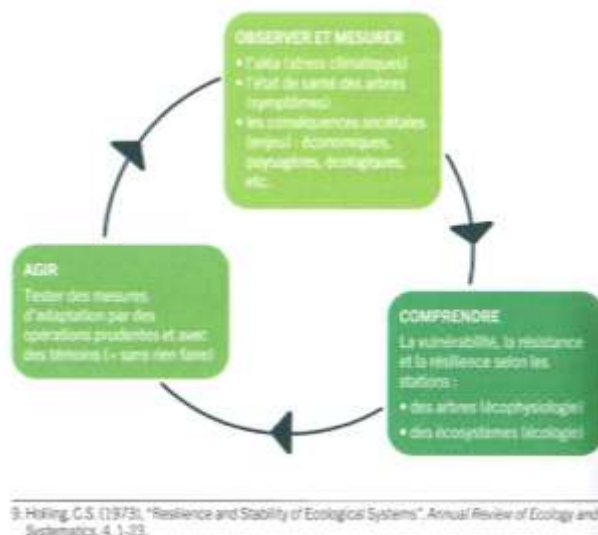 OBSERVER ET MESURER
• l'aléa (stress climatiques)
• l'état de santé des arbres
(symptômes)
• les conséquences sociétales
(enjeu) : économiques,
paysagères, écologiques,
etc.
AGIR
Tester des mesures
d'adaptation par des
opérations prudentes et avec
des témoins (= sans rien faire)
COMPRENDRE
La vulnérabilité, la résistance
et la résilience selon les
stations :
• des arbres (écophysiologie)
• des écosystèmes (écologie)
9. Holling, C.S. (1973), "Resilience and Stability of Ecological Systems". Annual Review of Ecology and
Systematics, 4, 1-23.